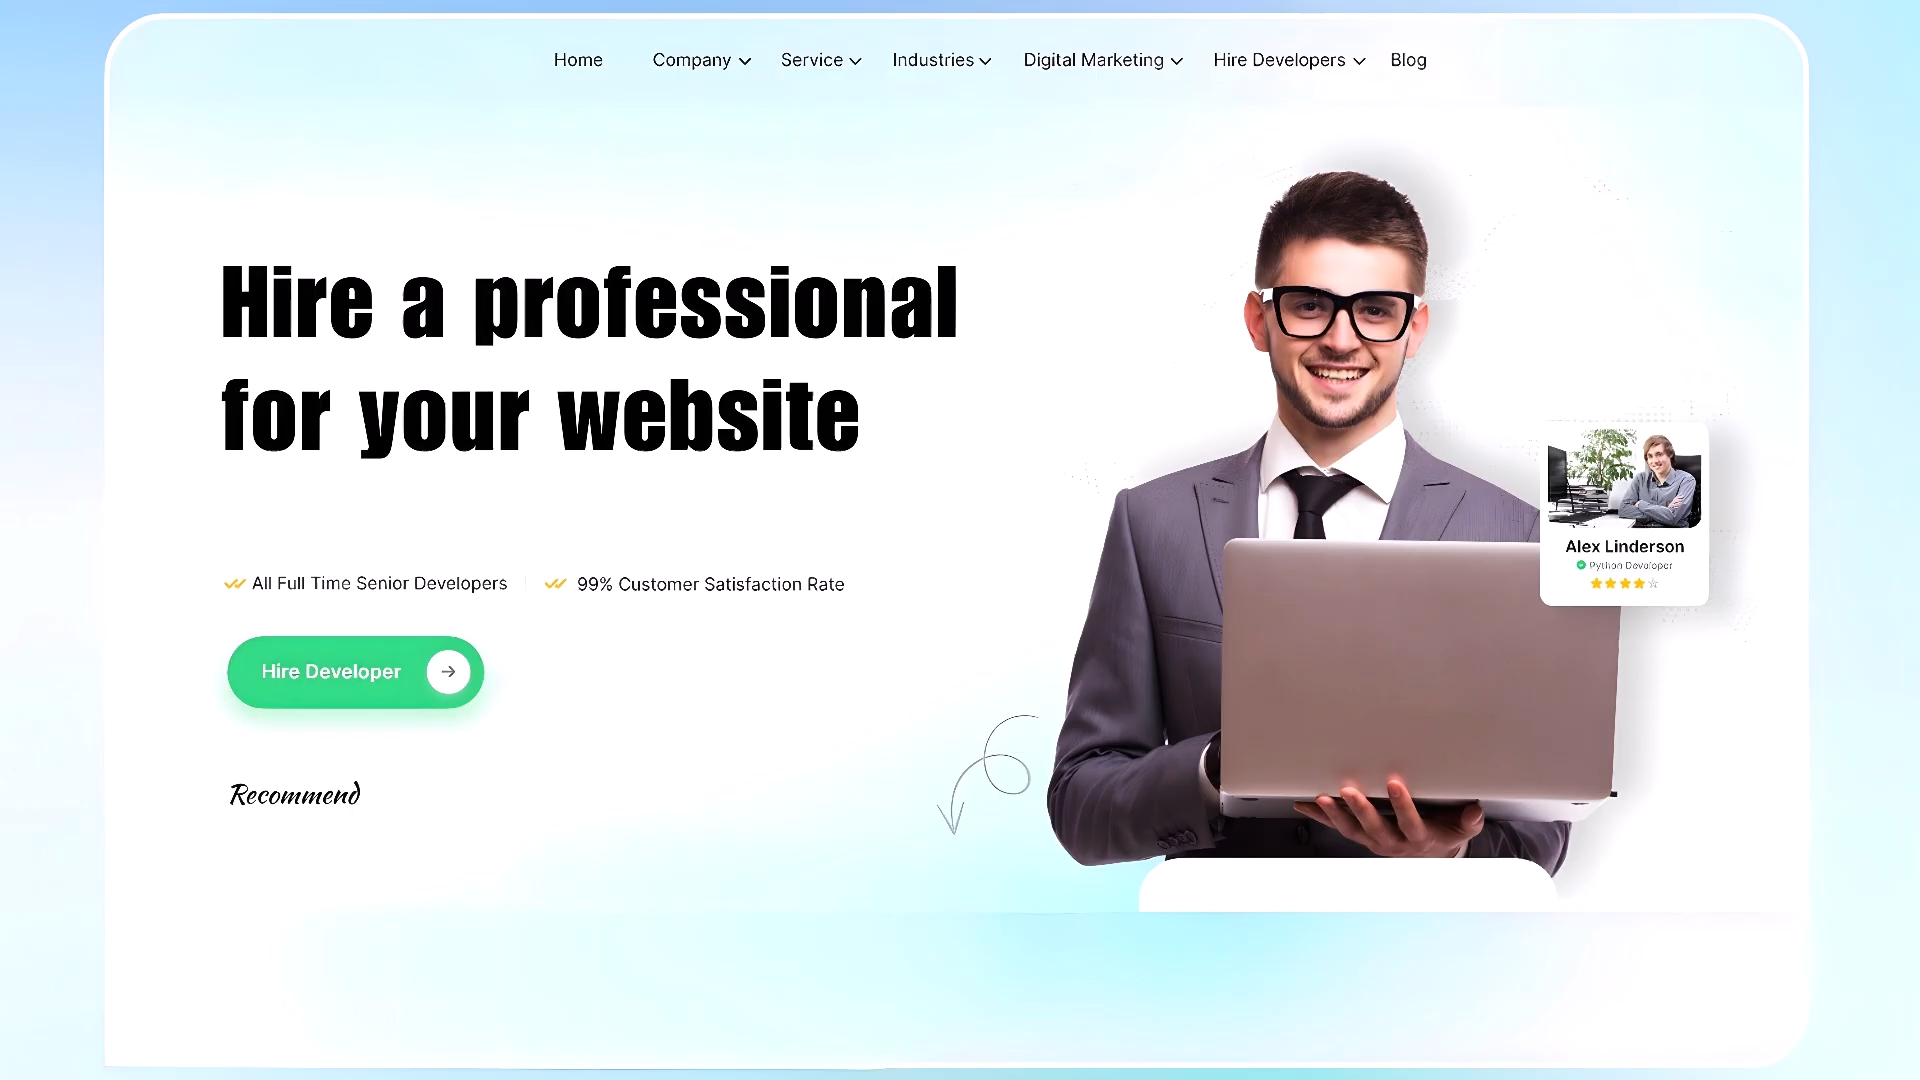 Home Company Service Industries Digital Marketing Hire Developers Blog
Hire a professional
for your website
All Full Time Senior Developers 99% Customer Satisfaction Rate
Hire Developer
Recommend
Alex Linderson
Python Developer